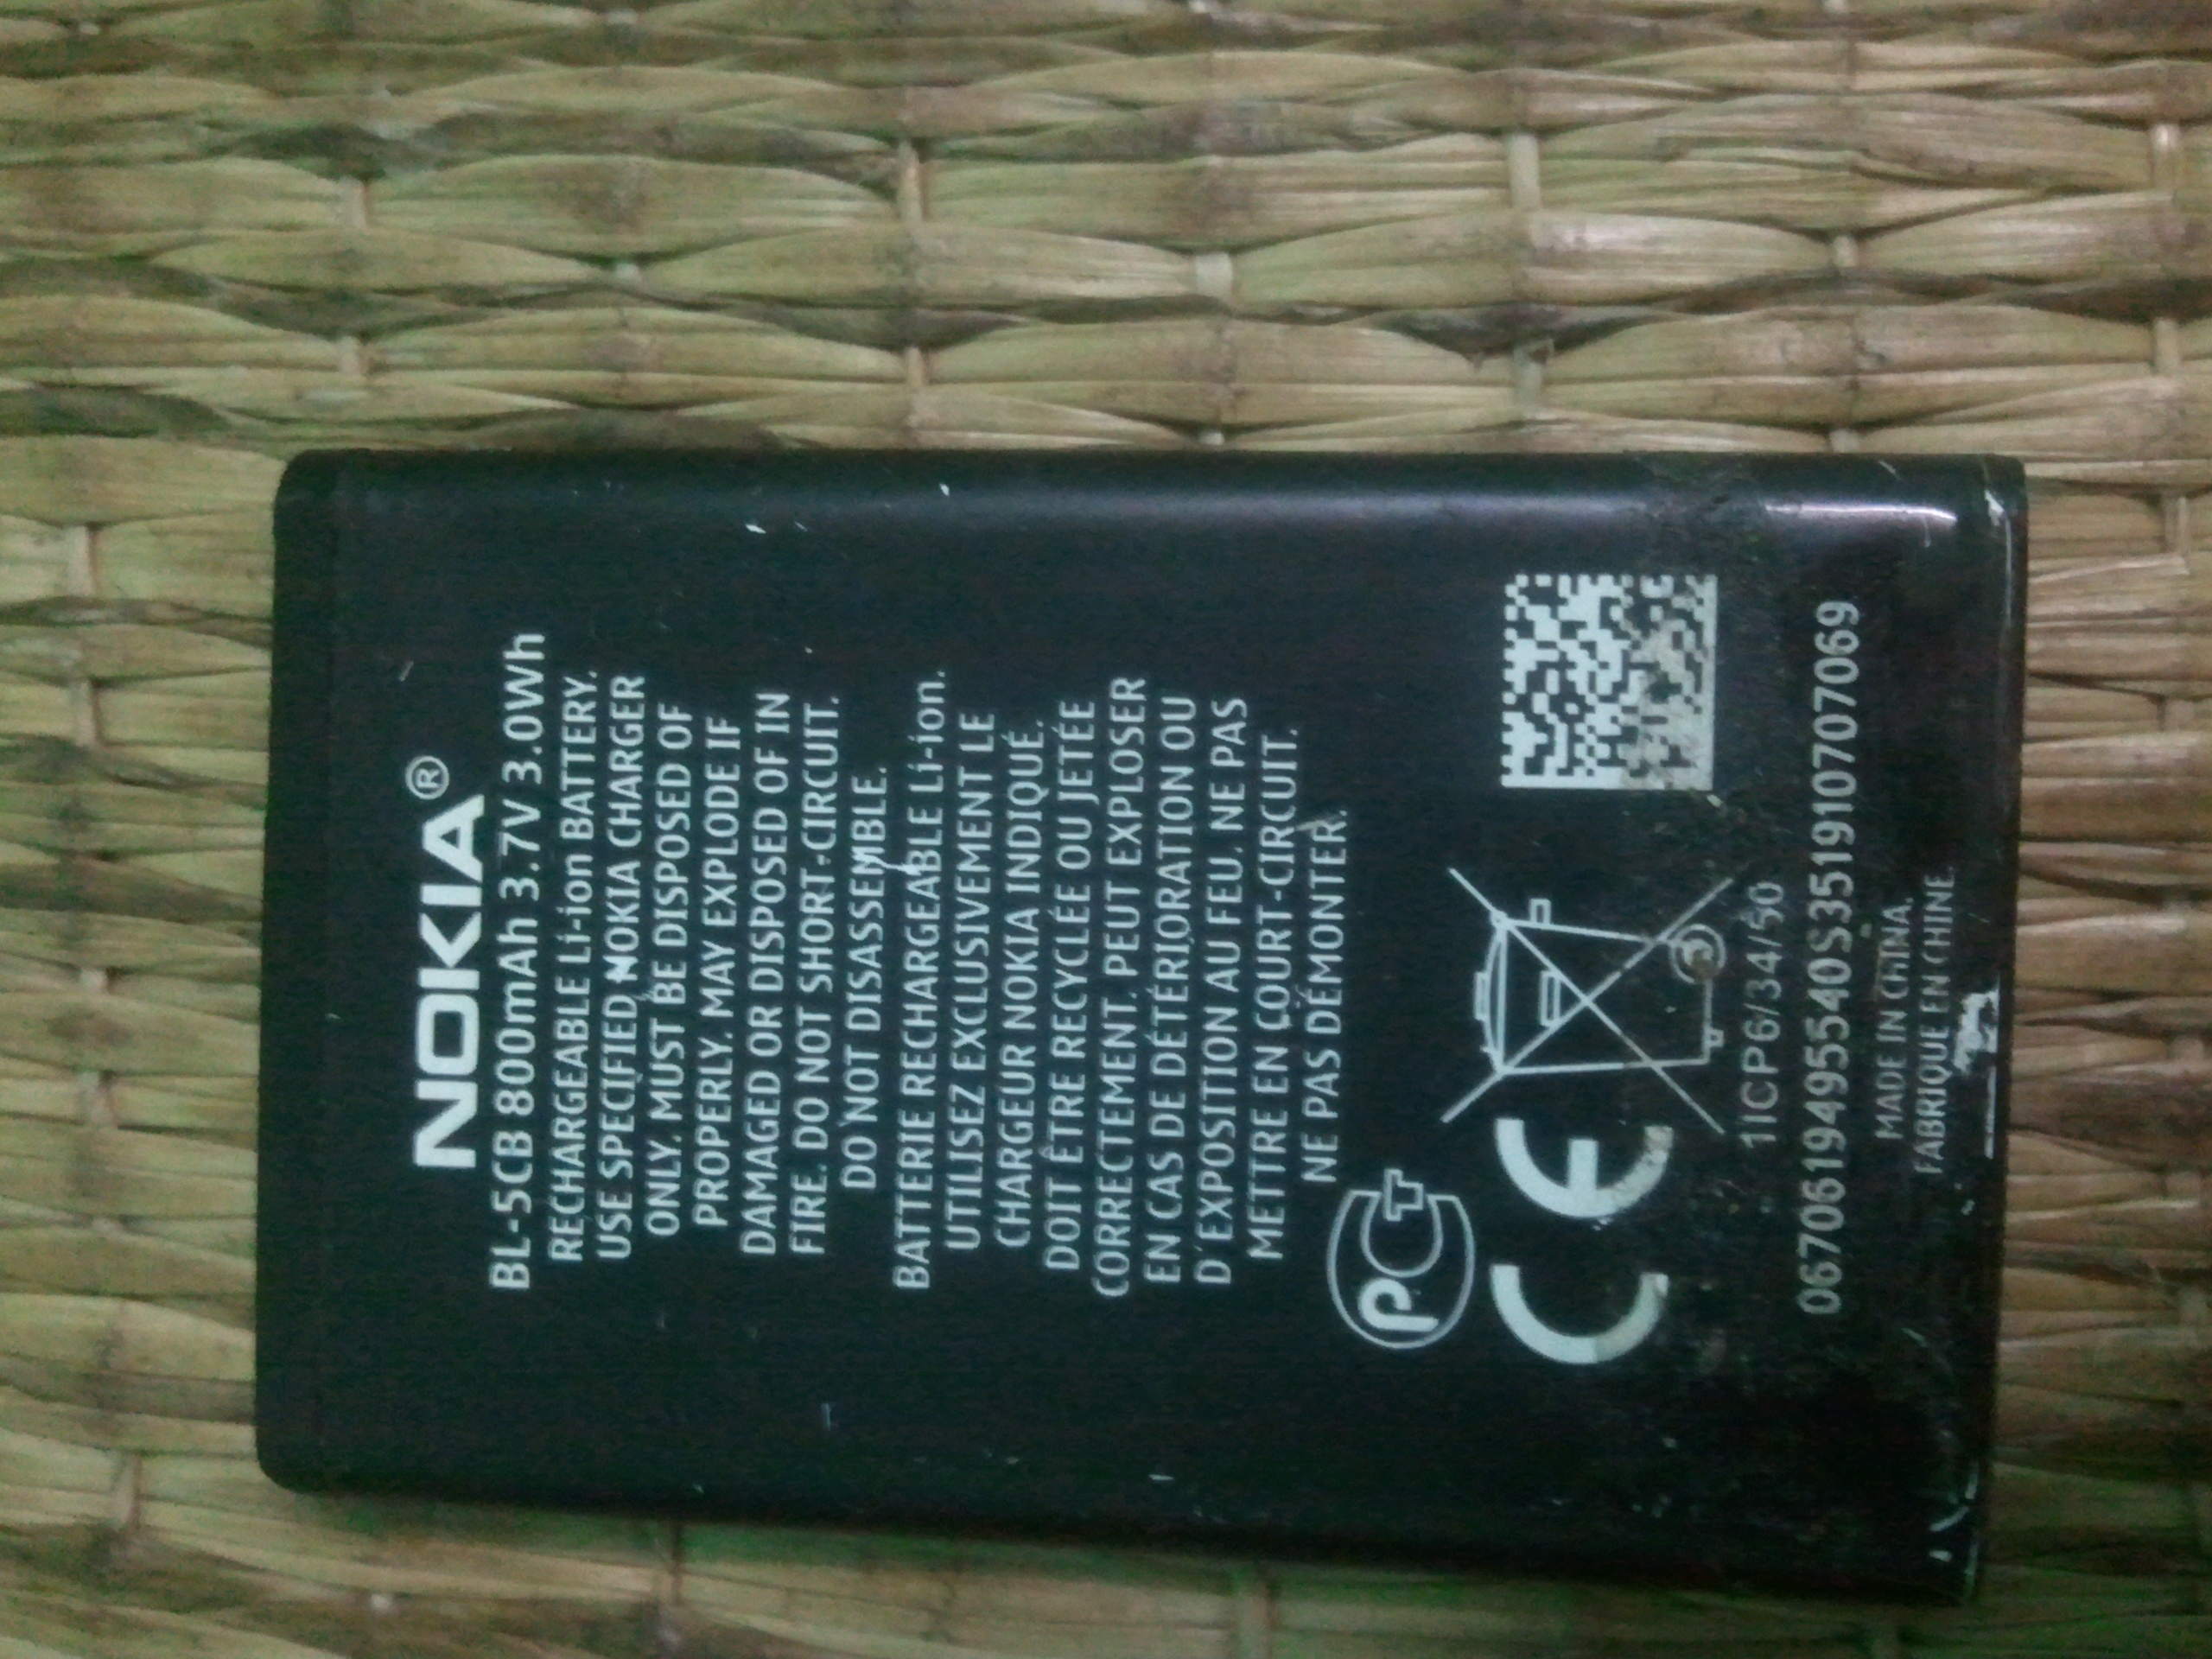 NOKIA®
BL-5CB 800mAh 3.7V 3.0Wh
RECHARGEABLE Li-ion BATTERY.
USE SPECIFIED NOKIA CHARGER
ONLY. MUST BE DISPOSED OF
PROPERLY. MAY EXPLODE IF
DAMAGED OR DISPOSED OF IN
FIRE. DO NOT SHORT-CIRCUIT.
DO NOT DISASSEMBLE.
BATTERIE RECHARGEABLE Li-ion.
UTILISEZ EXCLUSIVEMENT LE
CHARGEUR NOKIA INDIQUÉ.
DOIT ÊTRE RECYCLÉE OU JETÉE
CORRECTEMENT. PEUT EXPLOSER
EN CAS DE DÉTÉRIORATION OU
D'EXPOSITION AU FEU. NE PAS
METTRE EN COURT-CIRCUIT.
NE PAS DÉMONTER.
PCT
CE
1ICP6/34/50
0670619495540S351910707069
MADE IN CHINA.
FABRIQUE EN CHINE.